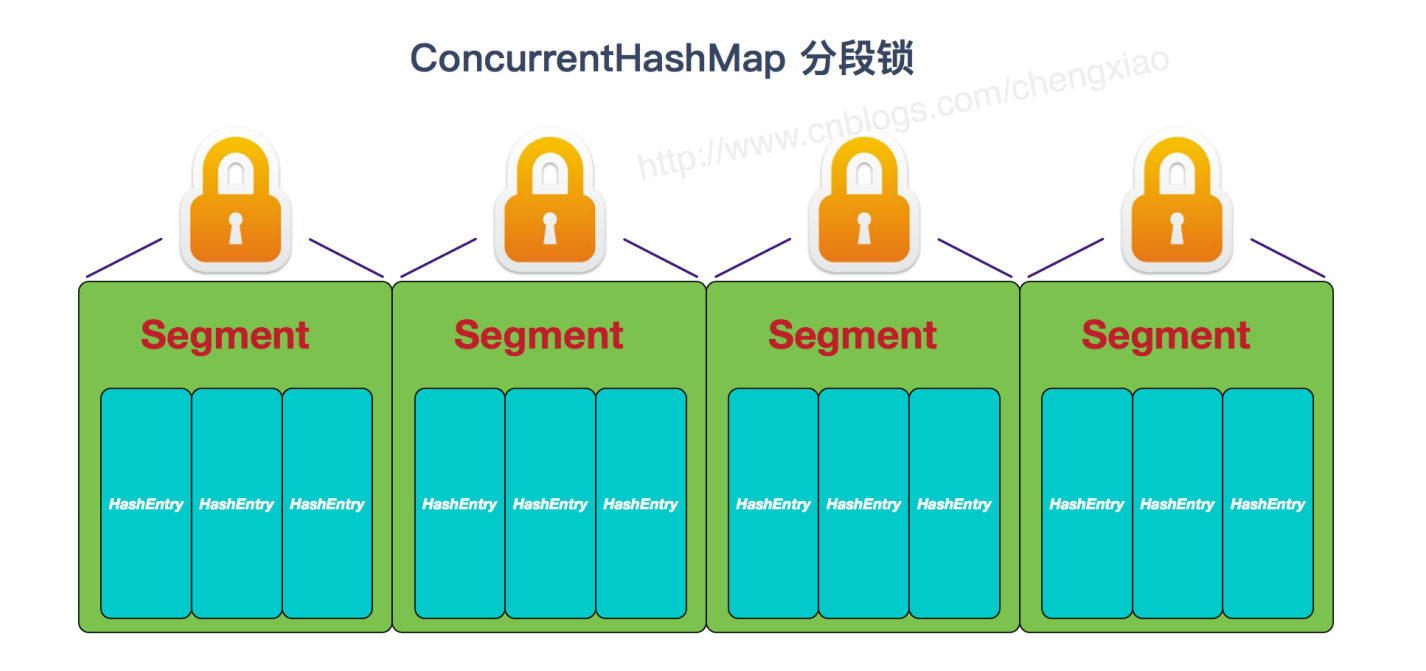 ConcurrentHashMap 分段锁
http://www.cnblogs.com/chengxiao
Segment Segment Segment Segment
HashEntry HashEntry HashEntry HashEntry HashEntry HashEntry HashEntry HashEntry HashEntry HashEntry HashEntry HashEntry